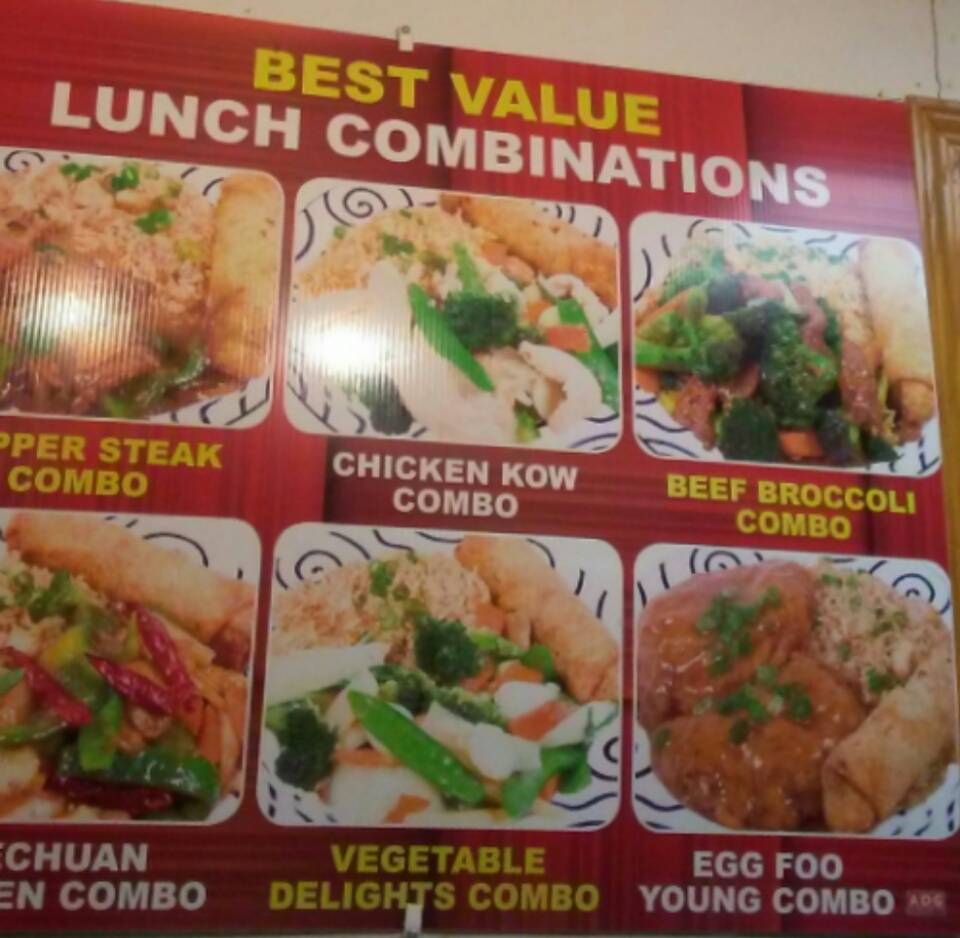 BEST VALUE
LUNCH COMBINATIONS
PPER STEAK
COMBO
CHICKEN KOW
COMBO
BEEF BROCCOLI
COMBO
ECHUAN
EN COMBO
VEGETABLE
DELIGHTS COMBO
EGG FOO
YOUNG COMBO
ADG